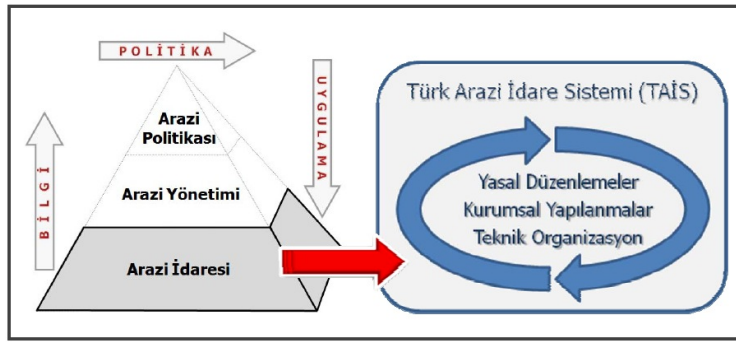 POLİTİKA
BİLGİ
UYGULAMA
Arazi
Politikası
Arazi Yönetimi
Arazi İdaresi
Türk Arazi İdare Sistemi (TAİS)
Yasal Düzenlemeler
Kurumsal Yapılanmalar
Teknik Organizasyon